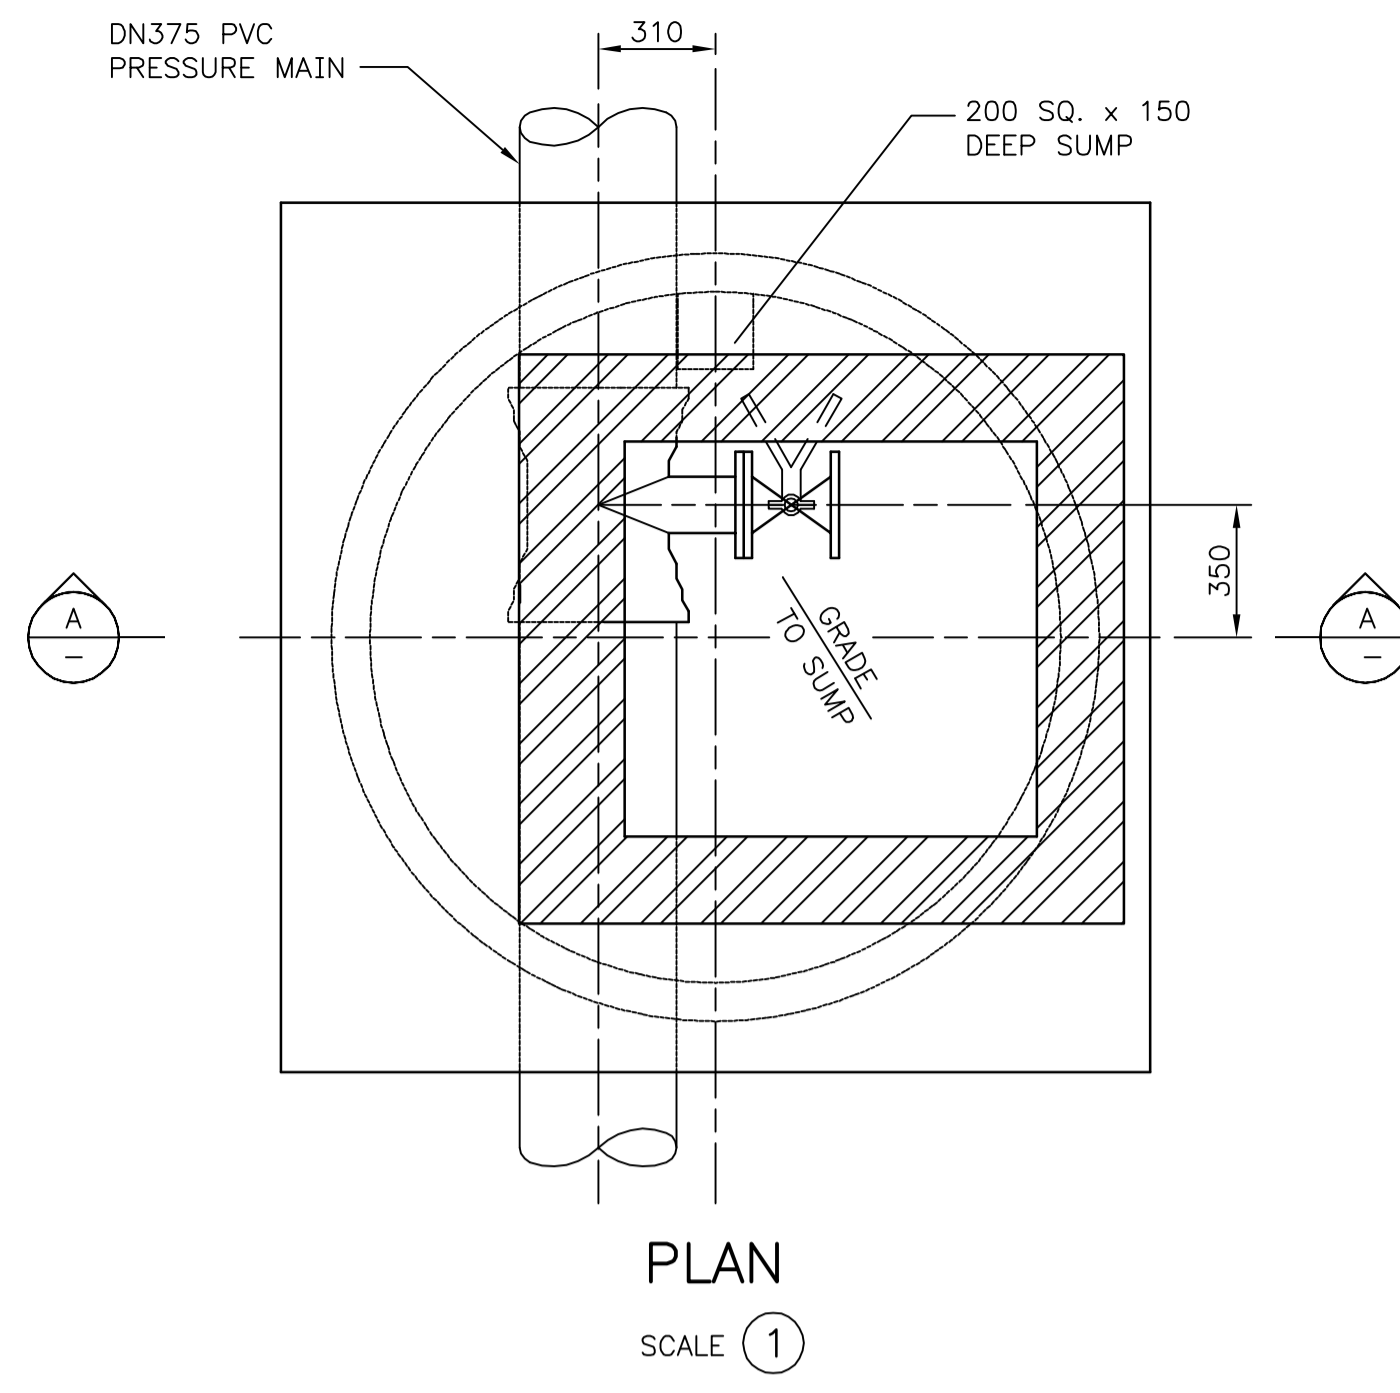 DN375 PVC
PRESSURE MAIN
310
200 SQ. x 150
DEEP SUMP
350
A
–
A
–
GRADE
TO SUMP
PLAN
SCALE 1